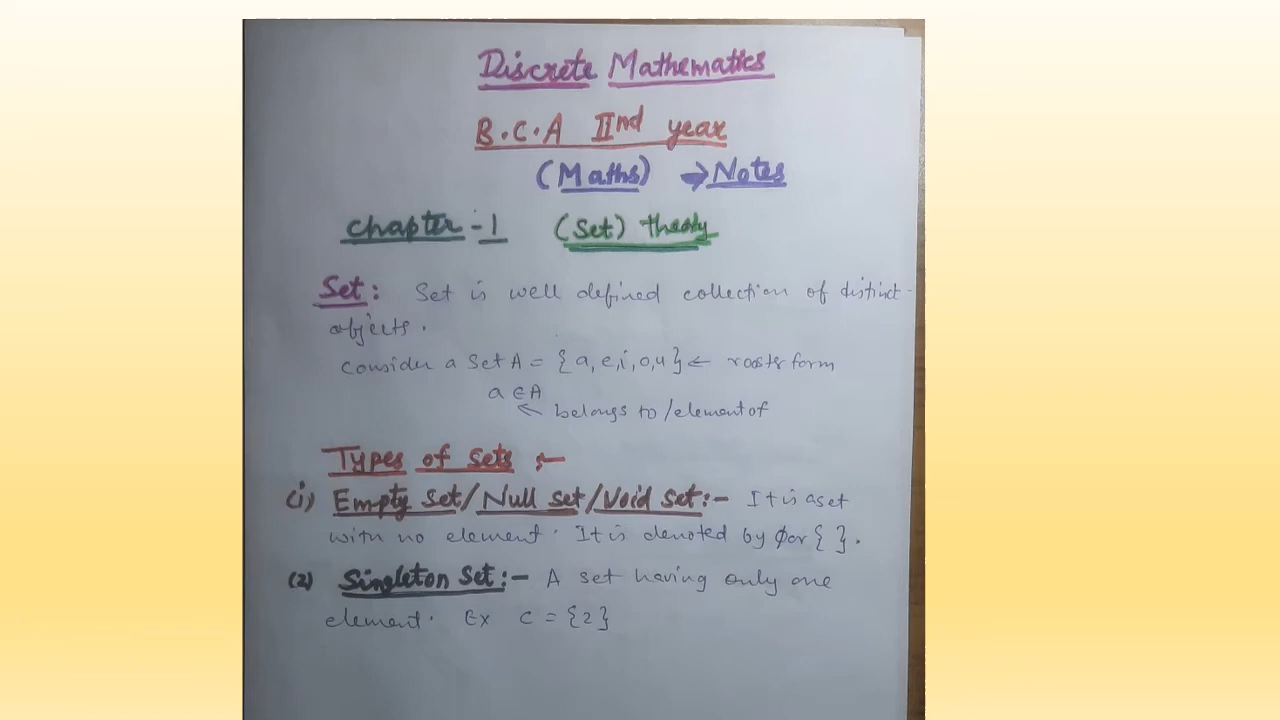 Discrete Mathematics
B.C.A IInd year
(Maths) → Notes
Chapter - 1 (Set) theory
Set: Set is well defined collection of distinct
objects.
Consider a Set A = {a, e, i, o, u} ← form
a ∈ A
← belongs to / element of
Types of sets :-
(i) Empty Set / Null set / Void set :- It is a set
with no element. It is denoted by ϕ or { }.
(2) Singleton Set :- A set having only one
element. Ex C = {2}